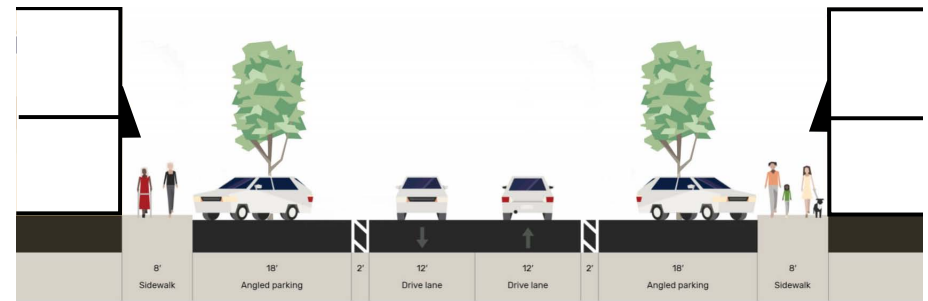 8' 18' 2' 12' 12' 2' 18' 8'
Sidewalk Angled parking Drive lane Drive lane Angled parking Sidewalk